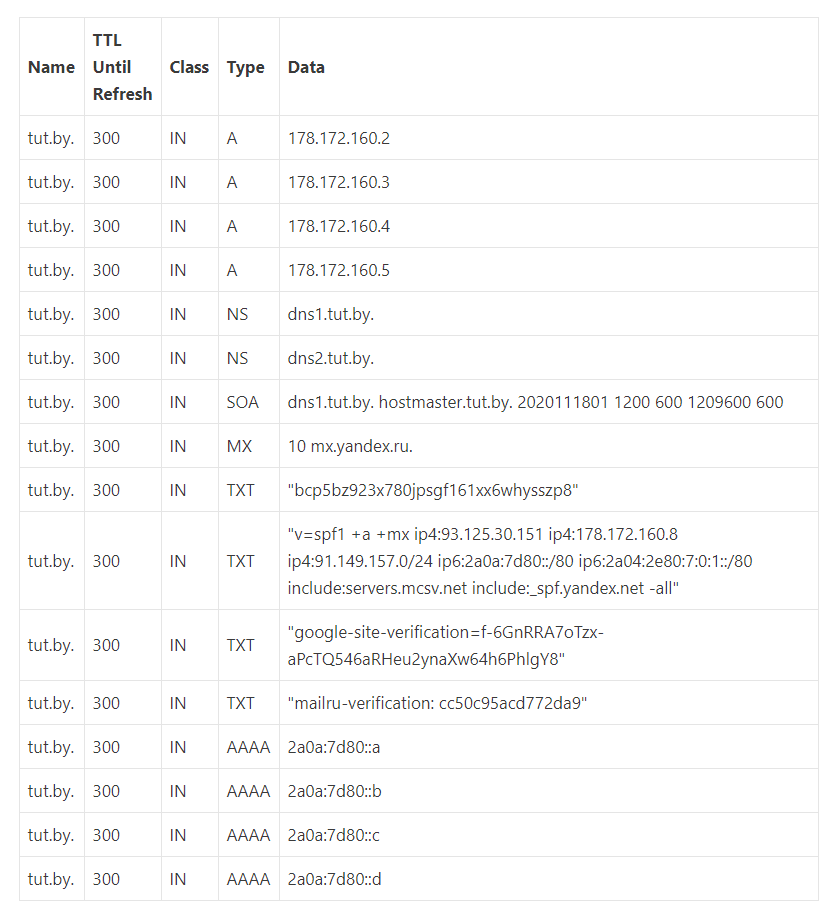 Name TTL Until Refresh Class Type Data
tut.by. 300 IN A 178.172.160.2
tut.by. 300 IN A 178.172.160.3
tut.by. 300 IN A 178.172.160.4
tut.by. 300 IN A 178.172.160.5
tut.by. 300 IN NS dns1.tut.by.
tut.by. 300 IN NS dns2.tut.by.
tut.by. 300 IN SOA dns1.tut.by. hostmaster.tut.by. 2020111801 1200 600 1209600 600
tut.by. 300 IN MX 10 mx.yandex.ru.
tut.by. 300 IN TXT "bcp5bz923x780jpsgf161xx6whysszp8"
tut.by. 300 IN TXT "v=spf1 +a +mx ip4:93.125.30.151 ip4:178.172.160.8
ip4:91.149.157.0/24 ip6:2a0a:7d80::/80 ip6:2a04:2e80:7:0:1::/80
include:servers.mcsv.net include:_spf.yandex.net -all"
tut.by. 300 IN TXT "google-site-verification=f-6GnRRA7oTzx-
aPcTQ546aRHeu2ynaXw64h6PhlgY8"
tut.by. 300 IN TXT "mailru-verification: cc50c95acd772da9"
tut.by. 300 IN AAAA 2a0a:7d80::a
tut.by. 300 IN AAAA 2a0a:7d80::b
tut.by. 300 IN AAAA 2a0a:7d80::c
tut.by. 300 IN AAAA 2a0a:7d80::d